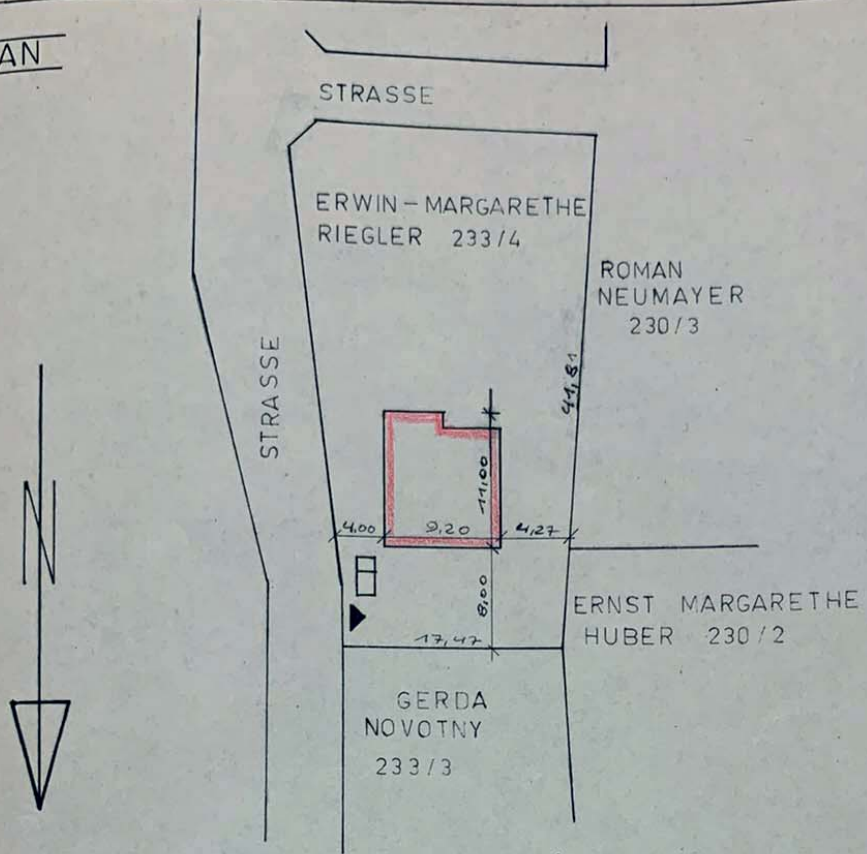 AN
STRASSE
ERWIN – MARGARETHE
RIEGLER 233/4
ROMAN
NEUMAYER
230/3
STRASSE
41,81
11,00
4,00
9,20
4,27
N
8,00
ERNST MARGARETHE
HUBER 230/2
17,47
GERDA
NOVOTNY
233/3